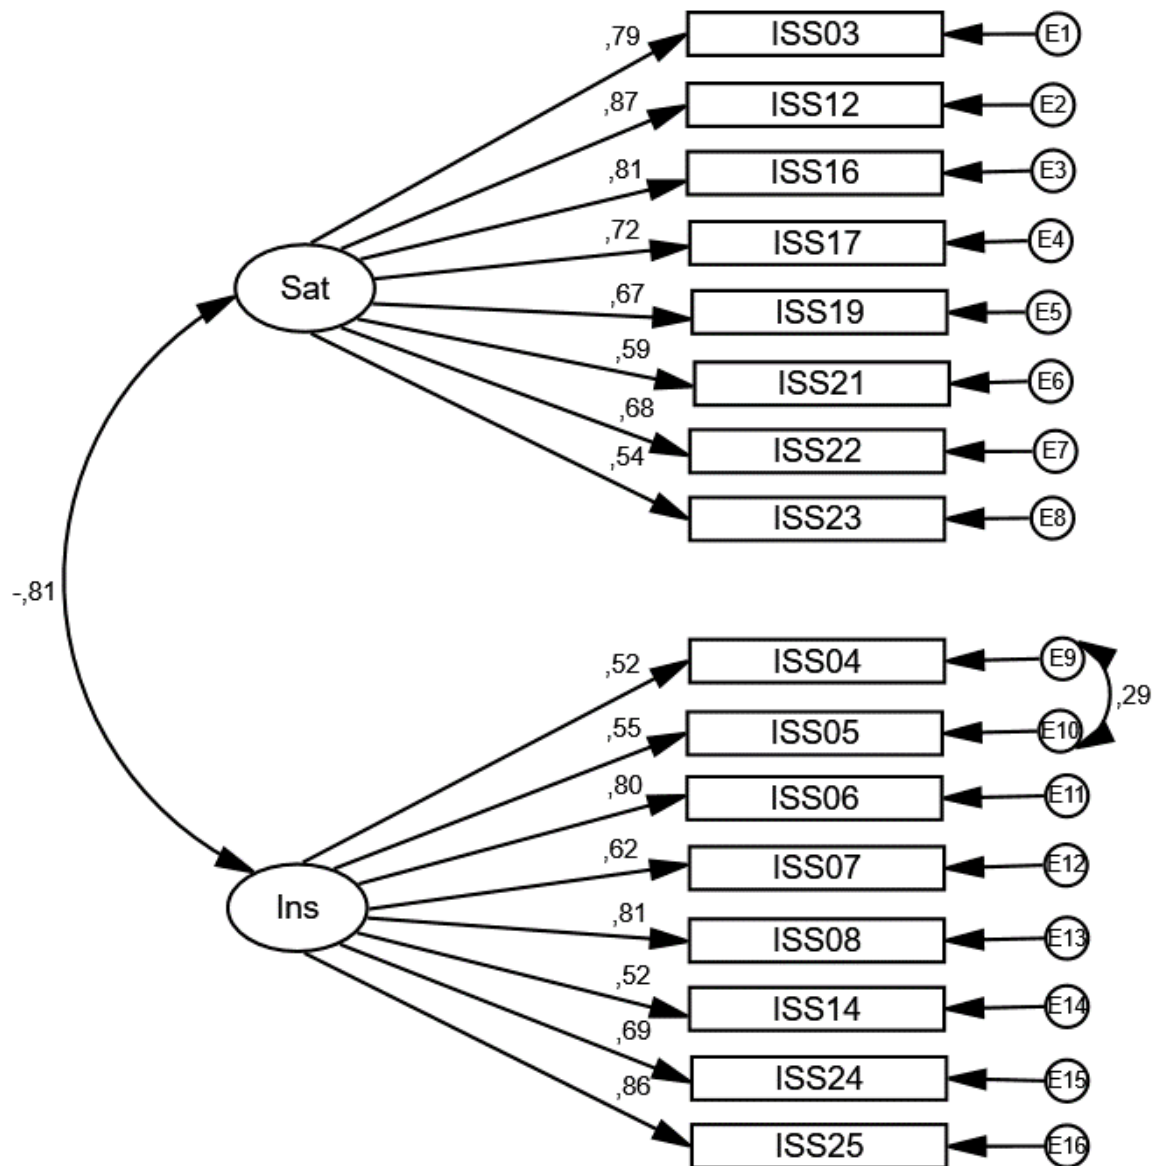 ,79 ISS03 E1
,87 ISS12 E2
,81 ISS16 E3
,72 ISS17 E4
Sat
,67 ISS19 E5
,59 ISS21 E6
,68 ISS22 E7
,54 ISS23 E8
-,81
,52 ISS04 E9
,29
,55 ISS05 E10
,80 ISS06 E11
,62 ISS07 E12
Ins
,81 ISS08 E13
,52 ISS14 E14
,69 ISS24 E15
,86 ISS25 E16